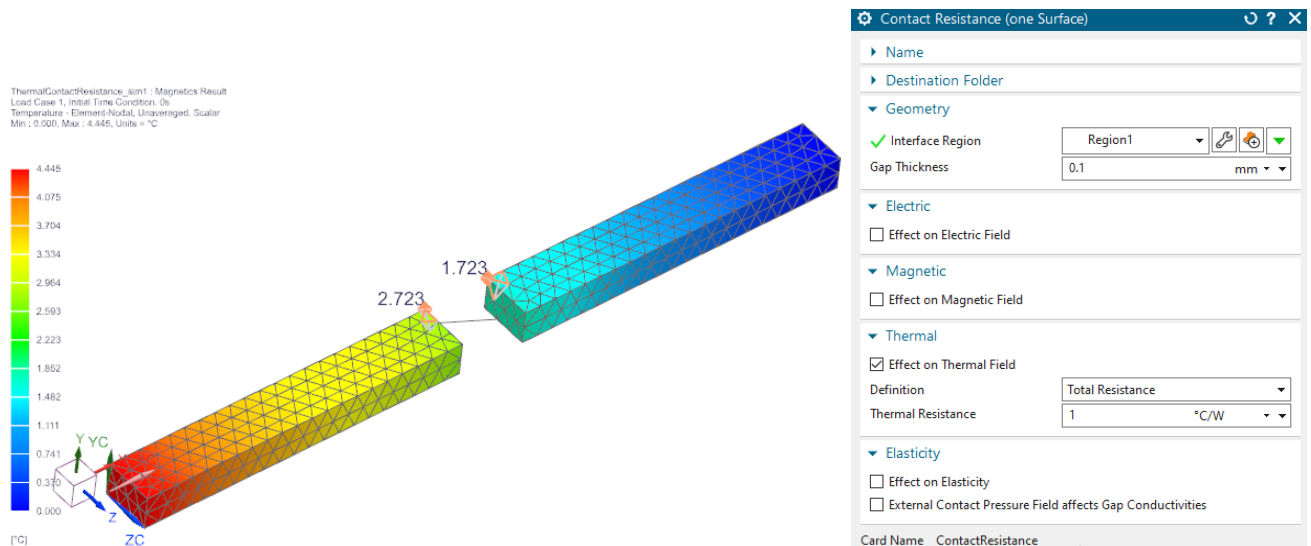 ThermalContactResistance_sim1 : Magnetics Result
Load Case 1, Initial Time Condition, 0s
Temperature - Element-Nodal, Unaveraged, Scalar
Min : 0.000, Max : 4.445, Units = °C
4.445
4.075
3.704
3.334
2.964
2.593
2.223
1.852
1.482
1.111
0.741
0.370
0.000
[°C]
1.723
2.723
Y
YC
X
Z
ZC
Contact Resistance (one Surface)
Name
Destination Folder
Geometry
Interface Region
Region1
Gap Thickness
0.1
mm
Electric
Effect on Electric Field
Magnetic
Effect on Magnetic Field
Thermal
Effect on Thermal Field
Definition
Total Resistance
Thermal Resistance
1
°C/W
Elasticity
Effect on Elasticity
External Contact Pressure Field affects Gap Conductivities
Card Name ContactResistance